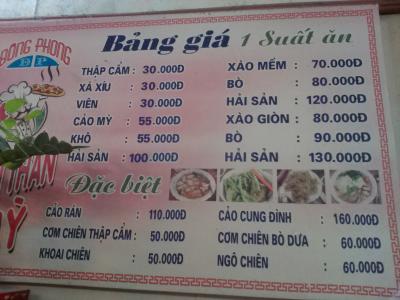 ĐÔNG PHONG
ĐP
Bảng giá 1 Suất ăn
THẬP CẨM : 30.000Đ
XÁ XÍU : 30.000Đ
VIÊN : 30.000Đ
CẢO MỲ : 55.000Đ
KHÔ : 55.000Đ
HẢI SẢN : 100.000Đ
XÀO MỀM : 70.000Đ
BÒ : 80.000Đ
HẢI SẢN : 120.000Đ
XÀO GIÒN : 80.000Đ
BÒ : 90.000Đ
HẢI SẢN : 130.000Đ
THẦN
Ỳ
Đặc biệt
CẢO RÁN : 110.000Đ
CƠM CHIÊN THẬP CẨM : 50.000Đ
KHOAI CHIÊN : 50.000Đ
CẢO CUNG ĐÌNH : 160.000Đ
CƠM CHIÊN BÒ DƯA : 60.000Đ
NGÔ CHIÊN : 60.000Đ